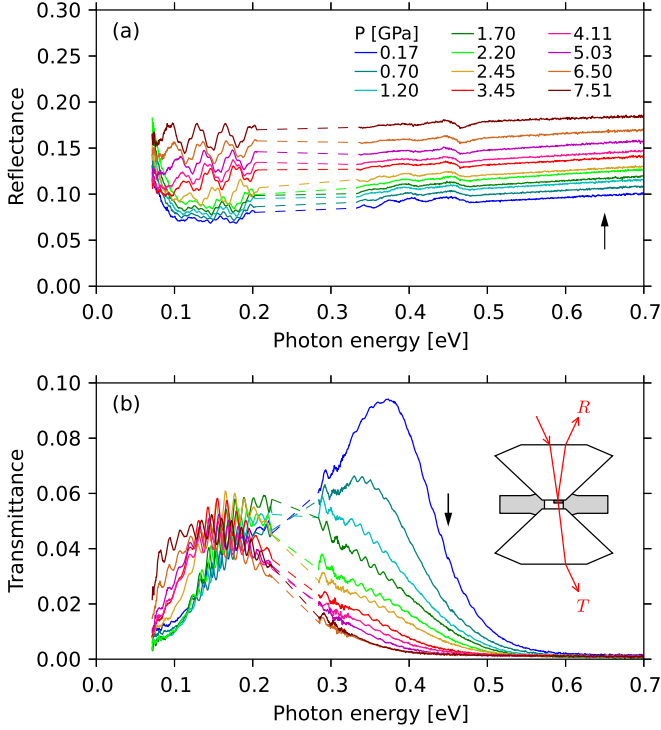 0.30
(a)
P [GPa]
0.17
0.70
1.20
1.70
2.20
2.45
3.45
4.11
5.03
6.50
7.51
0.25
0.20
0.15
0.10
0.05
0.00
Reflectance
0.0 0.1 0.2 0.3 0.4 0.5 0.6 0.7
Photon energy [eV]
0.10
(b)
0.08
0.06
0.04
0.02
0.00
Transmittance
R
T
0.0 0.1 0.2 0.3 0.4 0.5 0.6 0.7
Photon energy [eV]